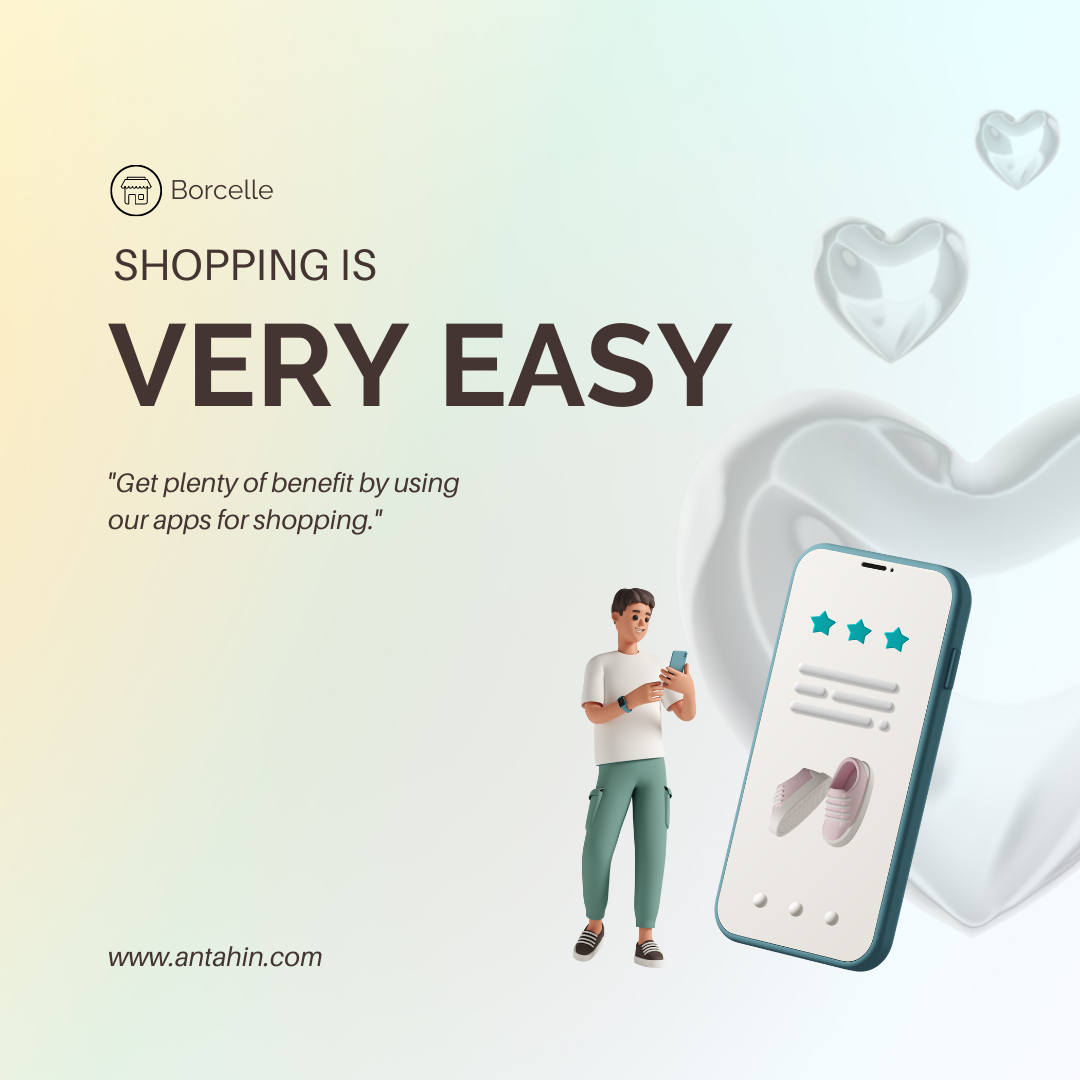 Borcelle
SHOPPING IS
VERY EASY
"Get plenty of benefit by using
our apps for shopping."
www.antahin.com